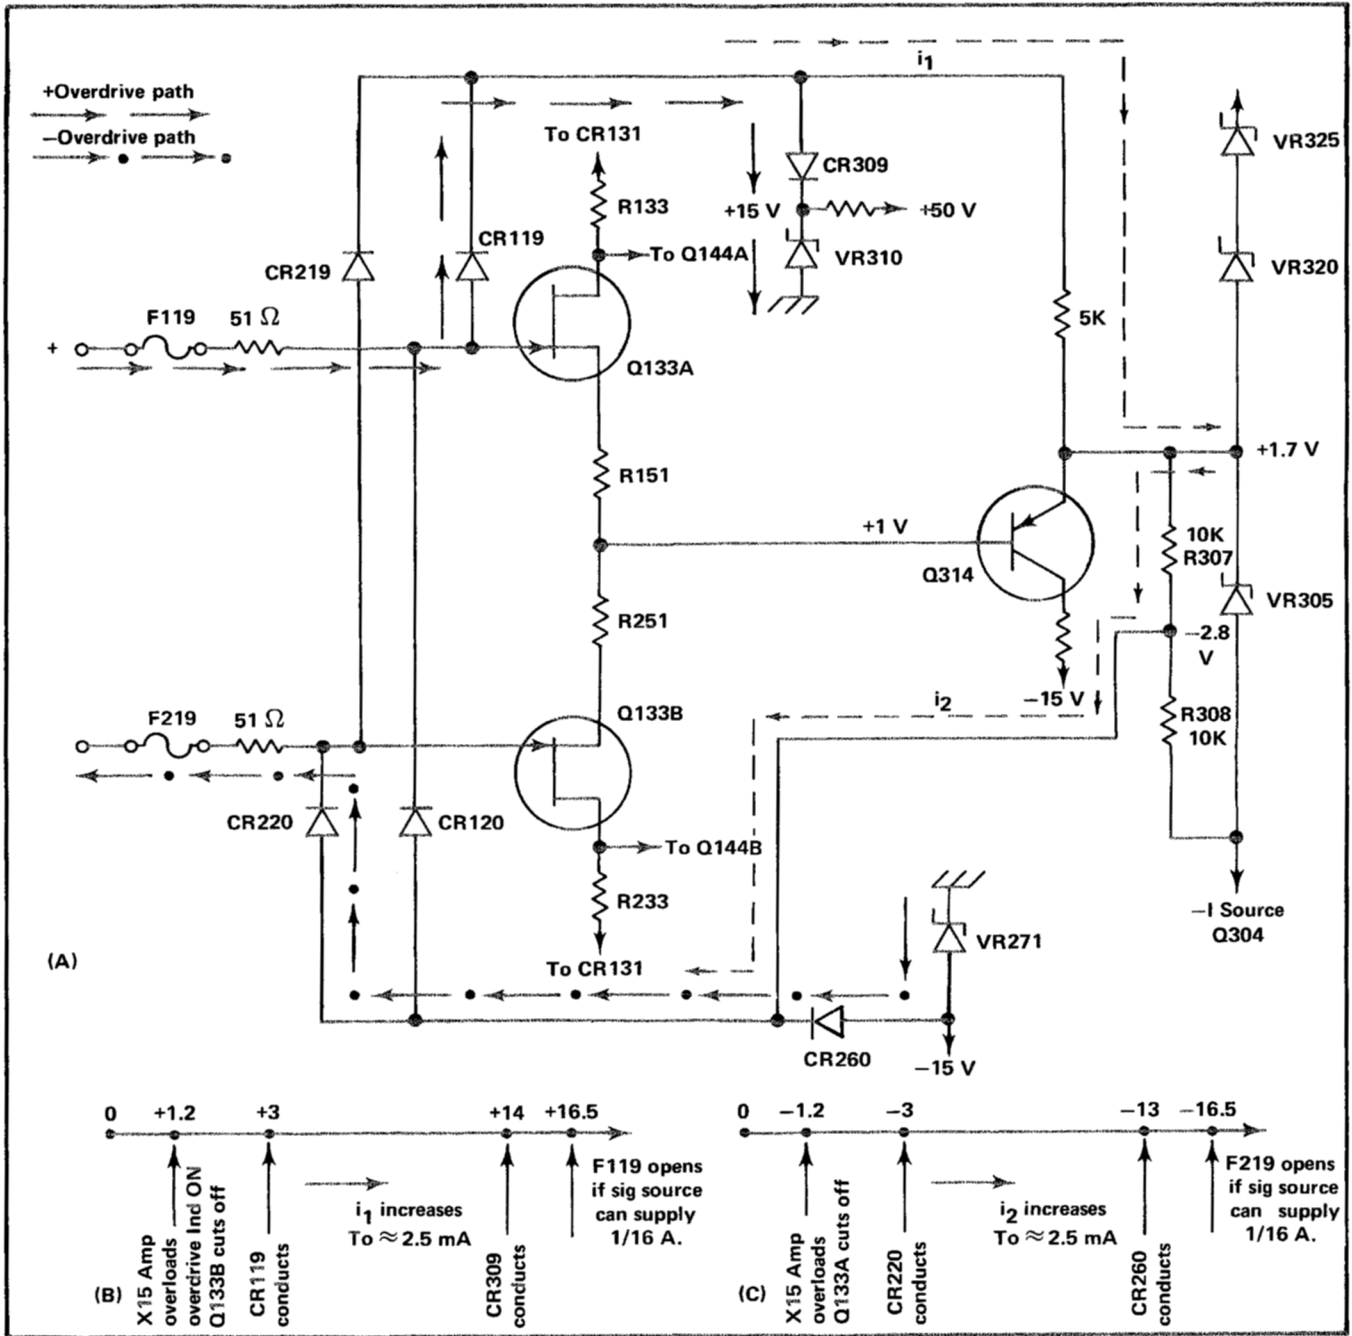 i1
+Overdrive path
−Overdrive path
To CR131
R133
CR309
+15 V
+50 V
VR325
CR219
CR119
To Q144A
VR310
VR320
F119
51 Ω
5K
+
Q133A
+1.7 V
R151
+1 V
10K
R307
Q314
VR305
R251
−2.8
V
−15 V
i2
F219
51 Ω
Q133B
R308
10K
CR220
CR120
To Q144B
R233
−I Source
Q304
VR271
(A)
To CR131
CR260
−15 V
0
+1.2
+3
+14
+16.5
X15 Amp
overloads
overdrive Ind ON
Q133B cuts off
CR119
conducts
i1 increases
To ≈ 2.5 mA
CR309
conducts
F119 opens
if sig source
can supply
1/16 A.
(B)
0
−1.2
−3
−13
−16.5
X15 Amp
overloads
Q133A cuts off
CR220
conducts
i2 increases
To ≈ 2.5 mA
CR260
conducts
F219 opens
if sig source
can supply
1/16 A.
(C)